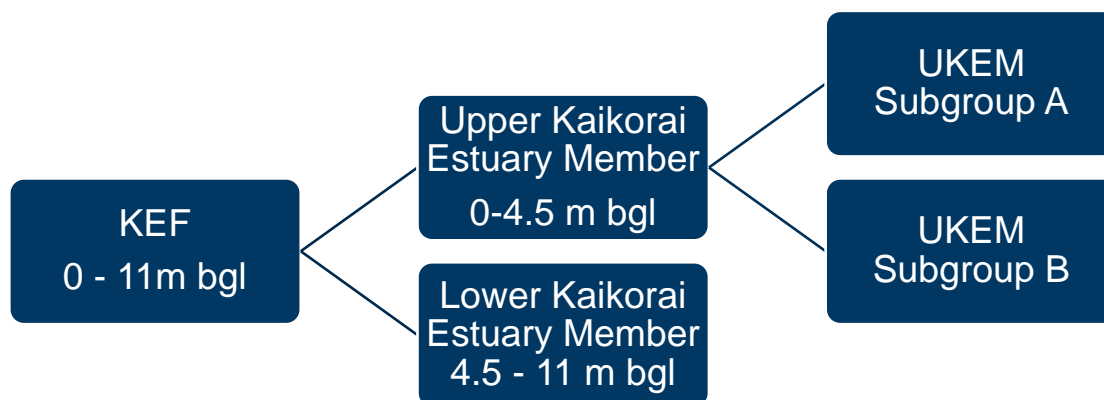 KEF
0 - 11m bgl
Upper Kaikorai
Estuary Member
0-4.5 m bgl
Lower Kaikorai
Estuary Member
4.5 - 11 m bgl
UKEM
Subgroup A
UKEM
Subgroup B